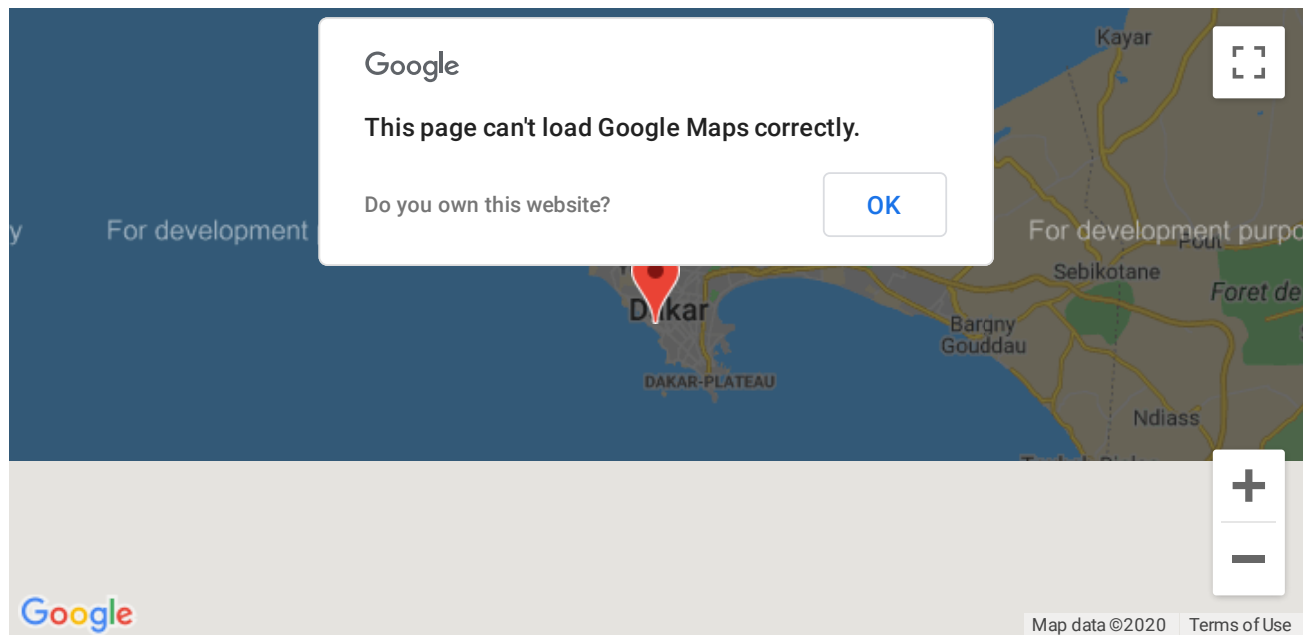 Kayar
Google
This page can't load Google Maps correctly.
Do you own this website?
OK
y
For development
For development purpo
Pout
Sebikotane
Foret de
Dakar
Bargny
Gouddau
DAKAR-PLATEAU
Ndiass
Google
Map data ©2020
Terms of Use